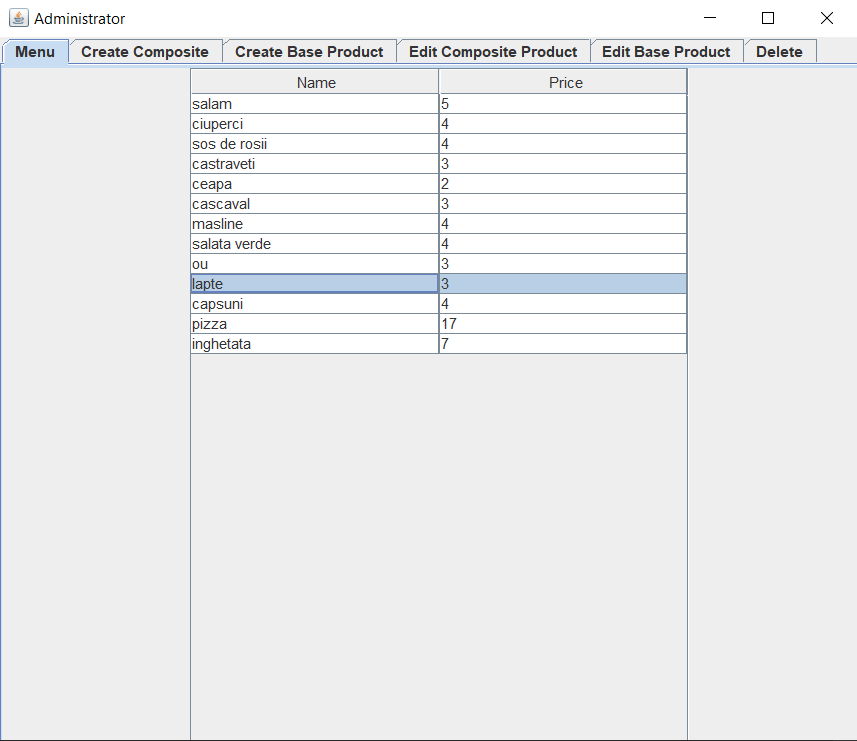 Administrator
Menu Create Composite Create Base Product Edit Composite Product Edit Base Product Delete
Name Price
salam 5
ciuperci 4
sos de rosii 4
castraveti 3
ceapa 2
cascaval 3
masline 4
salata verde 4
ou 3
lapte 3
capsuni 4
pizza 17
inghetata 7